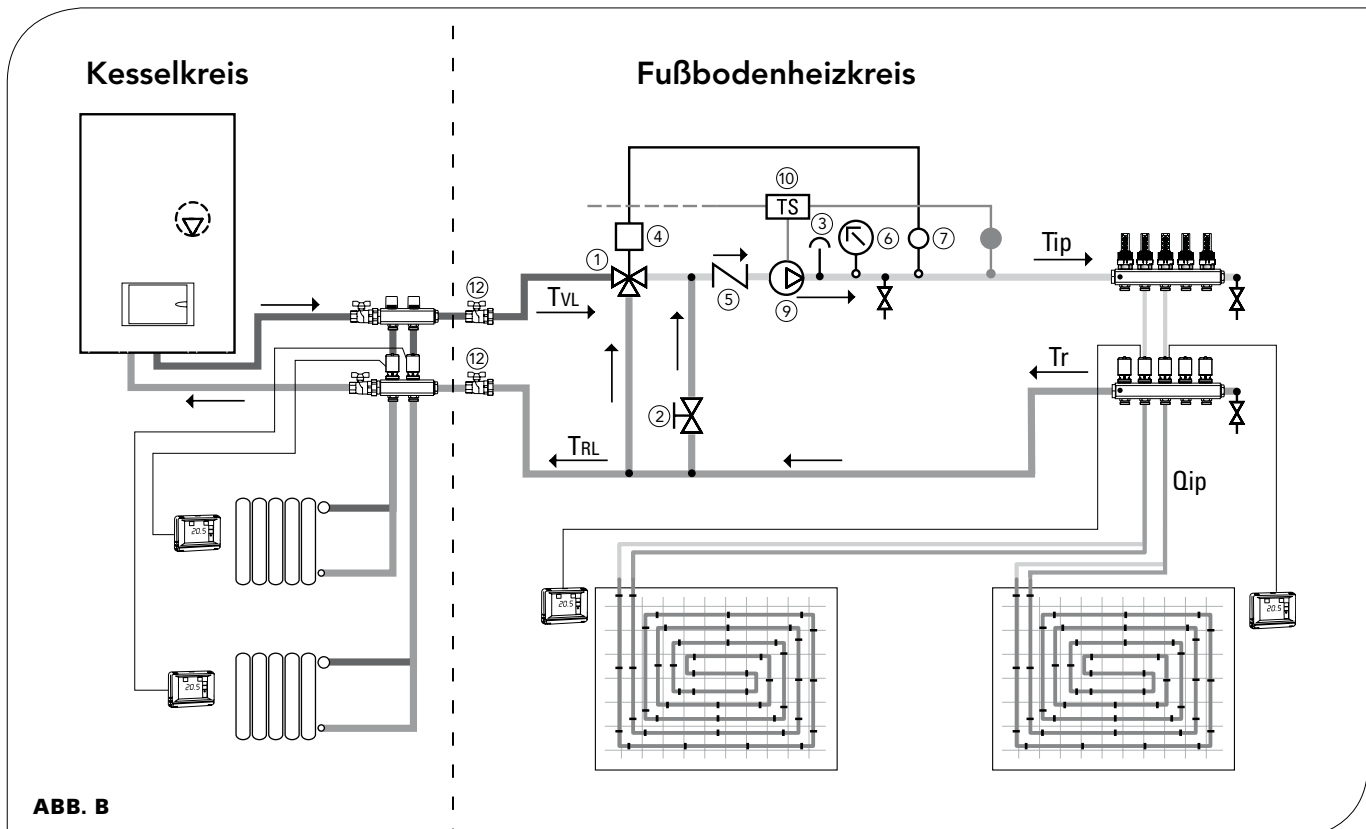 Kesselkreis
Fußbodenheizkreis
⑩
TS
④
③
⑥
⑦
①
⑤
⑨
Tip
⑫
TVL
⑫
Tr
②
TRL
Qip
20.5
20.5
20.5
20.5
ABB. B